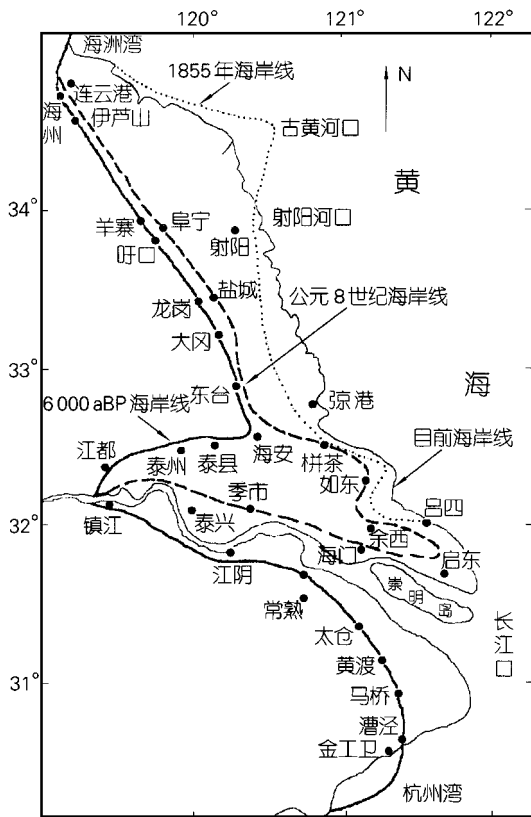 120° 121° 122°
海洲湾
1855年海岸线
N
连云港
海州
伊芦山
古黄河口
黄
34°
羊寨
阜宁
射阳
射阳河口
吁口
盐城
公元8世纪海岸线
龙岗
大冈
33°
东台
海
6000aBP海岸线
弶港
目前海岸线
江都
泰州
泰县
海安
栟茶
如东
季市
吕四
32°
镇江
泰兴
余西
海门
启东
江阴
崇明岛
常熟
长江口
太仓
黄渡
31°
马桥
漕泾
金工卫
杭州湾